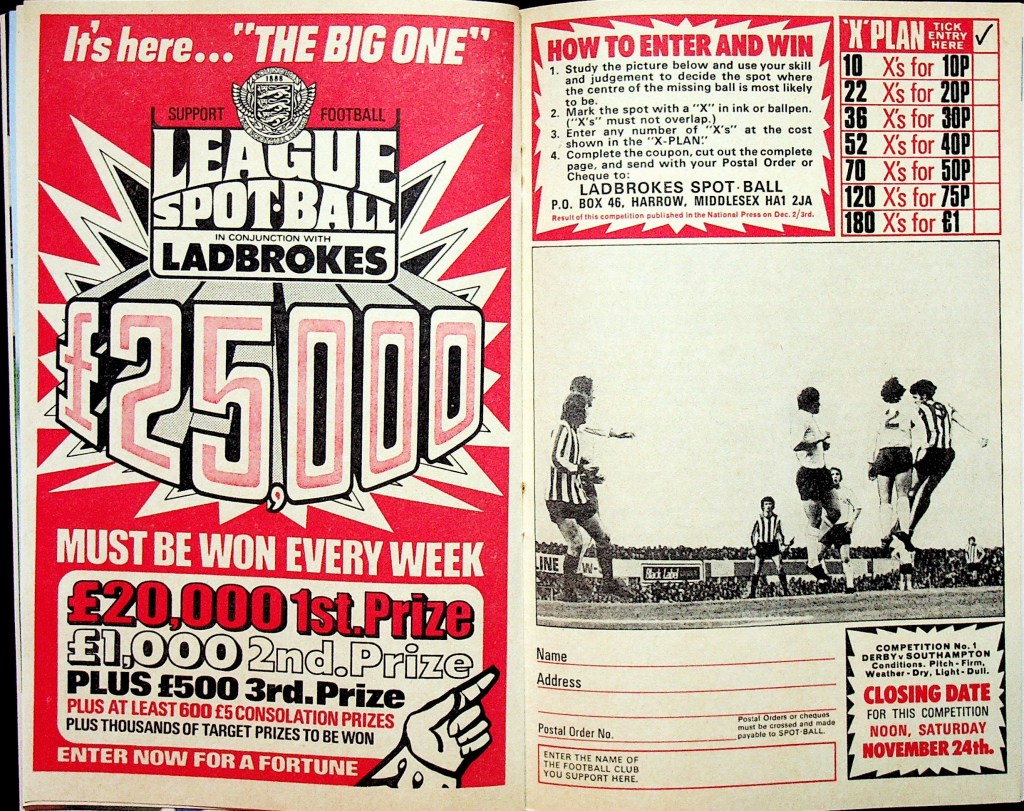 It's here... "THE BIG ONE"
1888
SUPPORT FOOTBALL
LEAGUE
SPOT·BALL
IN CONJUNCTION WITH
LADBROKES
£25,000
MUST BE WON EVERY WEEK
£20,000 1st.Prize
£1,000 2nd.Prize
PLUS £500 3rd.Prize
PLUS AT LEAST 600 £5 CONSOLATION PRIZES
PLUS THOUSANDS OF TARGET PRIZES TO BE WON
ENTER NOW FOR A FORTUNE
HOW TO ENTER AND WIN
1. Study the picture below and use your skill
and judgement to decide the spot where
the centre of the missing ball is most likely
to be.
2. Mark the spot with a "X" in ink or ballpen.
("X's" must not overlap.)
3. Enter any number of "X's" at the cost
shown in the "X-PLAN."
4. Complete the coupon, cut out the complete
page, and send with your Postal Order or
Cheque to:
LADBROKES SPOT·BALL
P.O. BOX 46, HARROW, MIDDLESEX HA1 2JA
Result of this competition published in the National Press on Dec. 2/3rd.
'X' PLAN TICK ENTRY HERE ✓
10 X's for 10P
22 X's for 20P
36 X's for 30P
52 X's for 40P
70 X's for 50P
120 X's for 75P
180 X's for £1
2
LINE W-
Black Label
Name
Address
Postal Order No.
Postal Orders or cheques
must be crossed and made
payable to SPOT-BALL.
ENTER THE NAME OF
THE FOOTBALL CLUB
YOU SUPPORT HERE.
COMPETITION No. 1
DERBY v SOUTHAMPTON
Conditions. Pitch - Firm,
Weather - Dry, Light - Dull.
CLOSING DATE
FOR THIS COMPETITION
NOON, SATURDAY
NOVEMBER 24th.